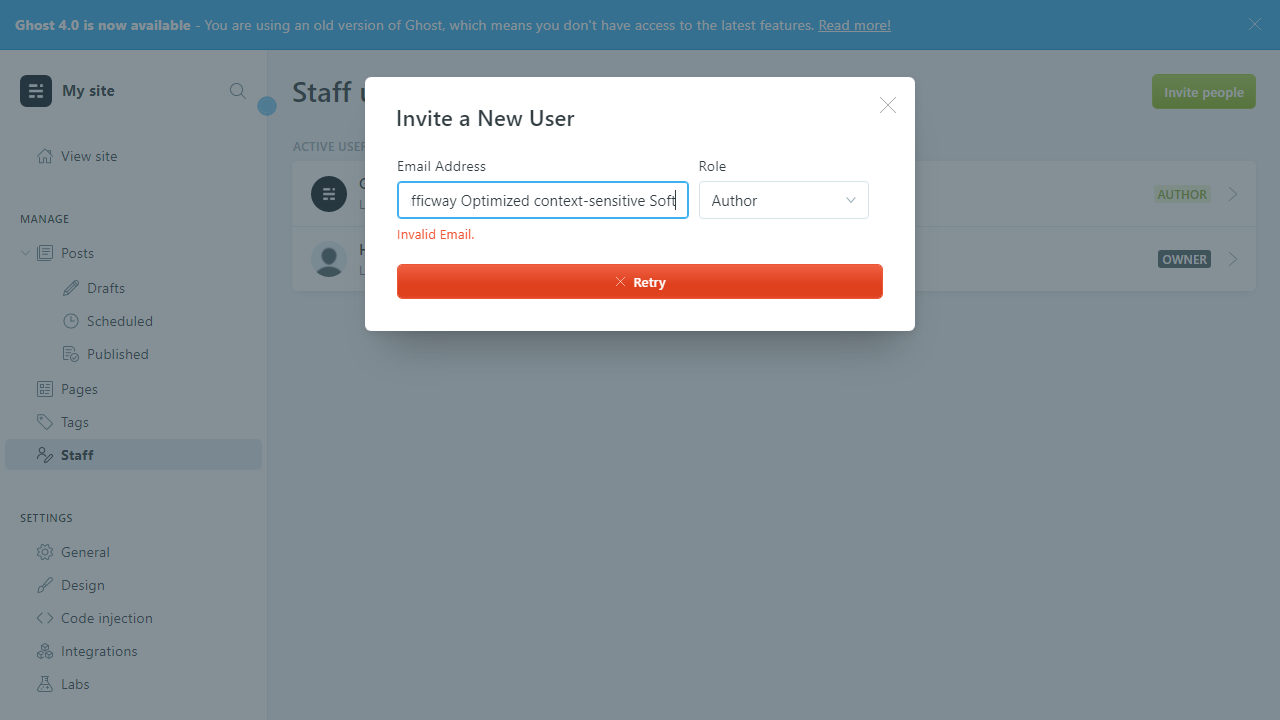 Ghost 4.0 is now available - You are using an old version of Ghost, which means you don't have access to the latest features. Read more!
My site
Staff u
Invite people
View site
MANAGE
Posts
Drafts
Scheduled
Published
Pages
Tags
Staff
SETTINGS
General
Design
Code injection
Integrations
Labs
ACTIVE USER
AUTHOR
OWNER
Invite a New User
Email Address
Role
fficway Optimized context-sensitive Soft
Author
Invalid Email.
Retry